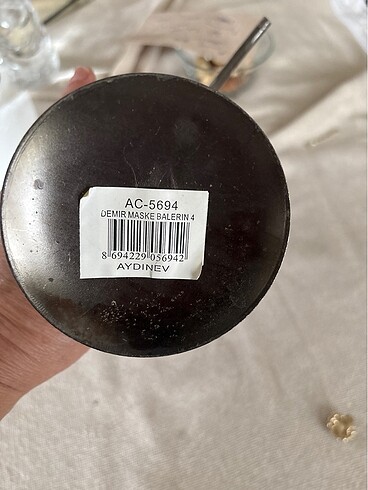 AC-5694
DEMIR MASKE BALERIN 4
8 694229 056942
AYDINEV